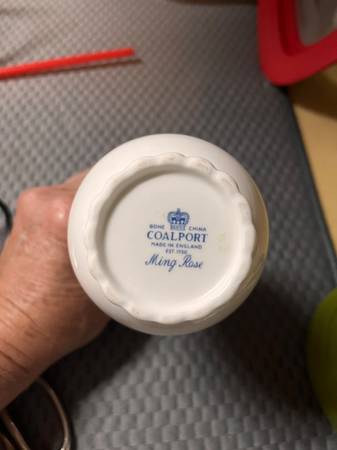 BONE CHINA
COALPORT
MADE IN ENGLAND
EST. 1750
Ming Rose